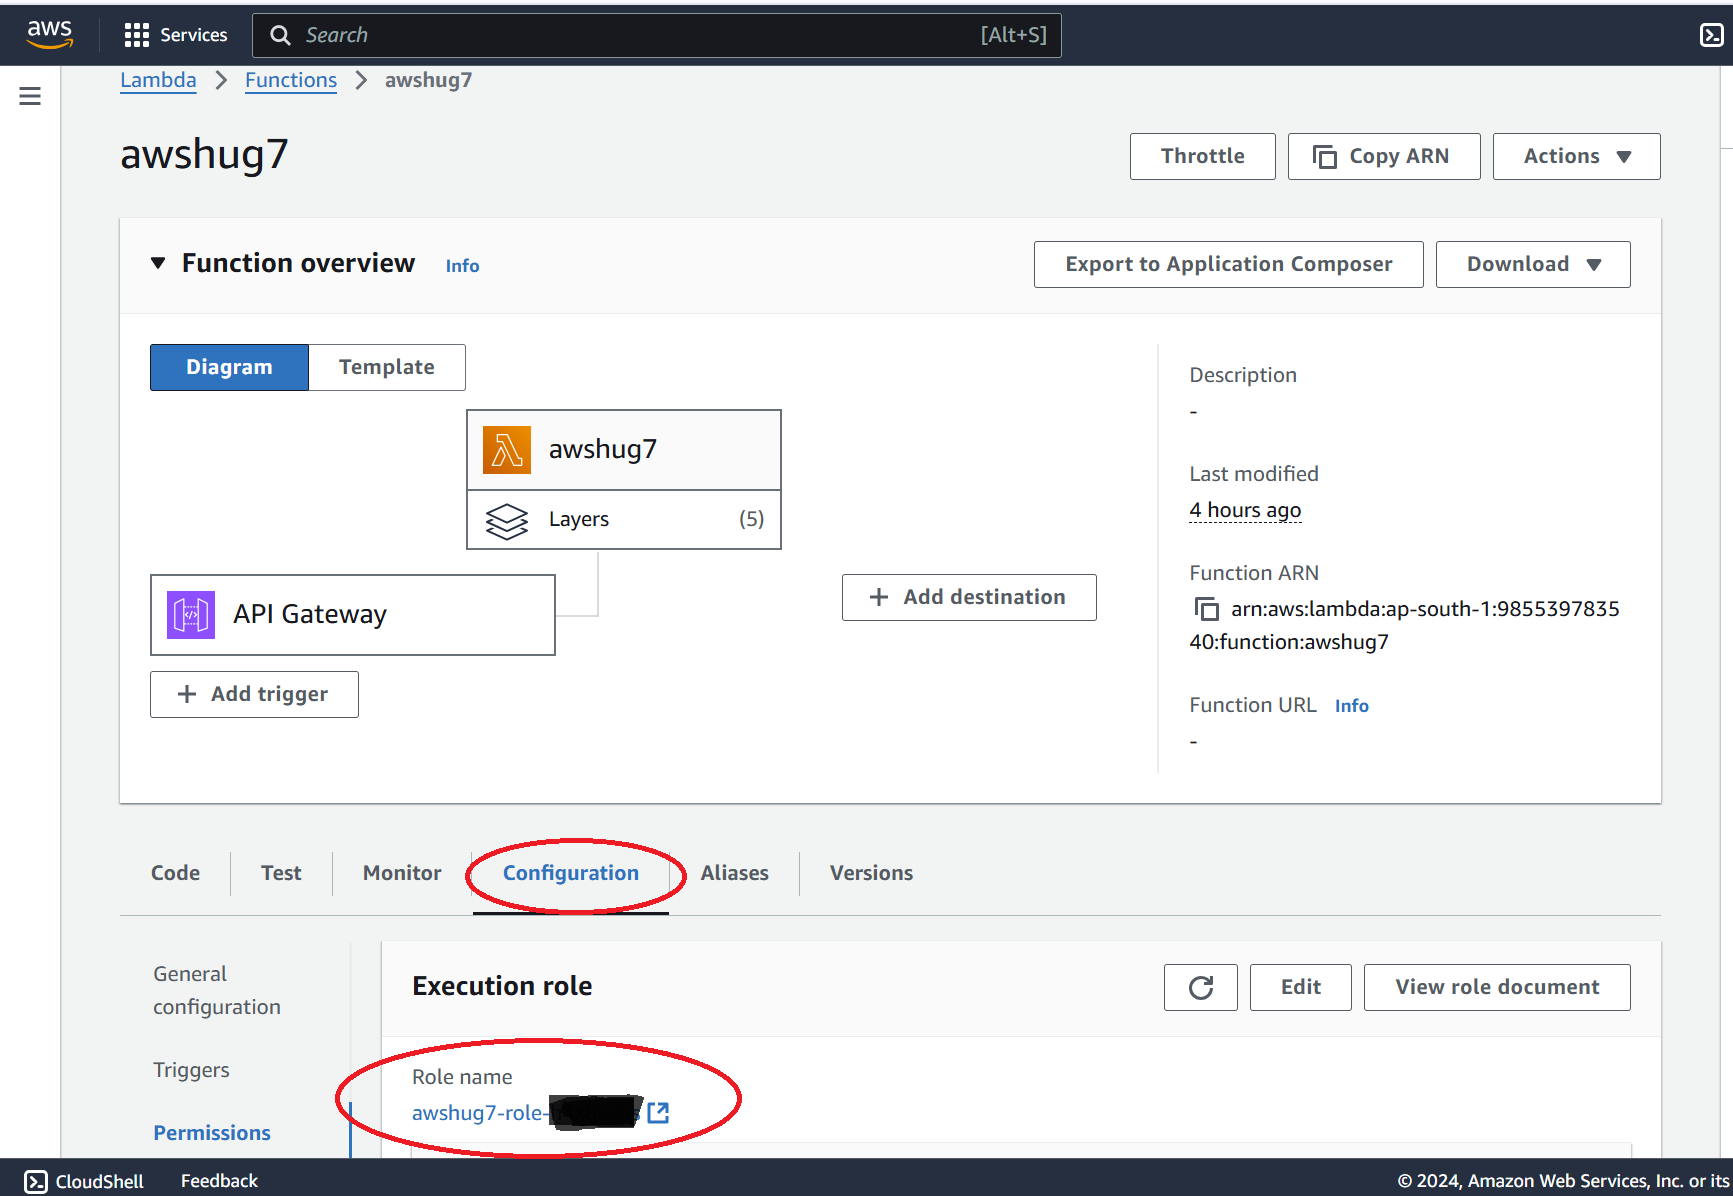 aws
Services
Search
[Alt+S]
Lambda > Functions > awshug7
awshug7
Throttle
Copy ARN
Actions
Function overview Info
Export to Application Composer
Download
Diagram
Template
awshug7
Layers (5)
API Gateway
+ Add trigger
+ Add destination
Description
-
Last modified
4 hours ago
Function ARN
arn:aws:lambda:ap-south-1:9855397835
40:function:awshug7
Function URL Info
-
Code Test Monitor Configuration Aliases Versions
General
configuration
Triggers
Permissions
Execution role
Edit
View role document
Role name
awshug7-role-
CloudShell Feedback
© 2024, Amazon Web Services, Inc. or its